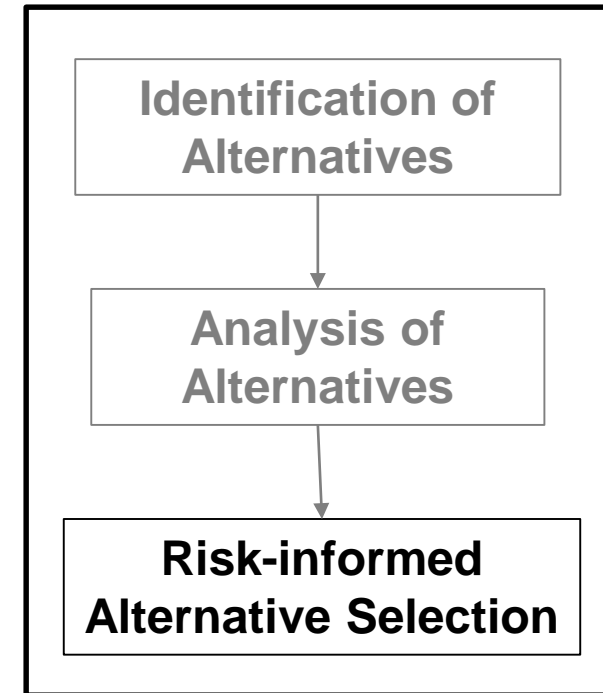 Identification of
Alternatives
Analysis of
Alternatives
Risk-informed
Alternative Selection